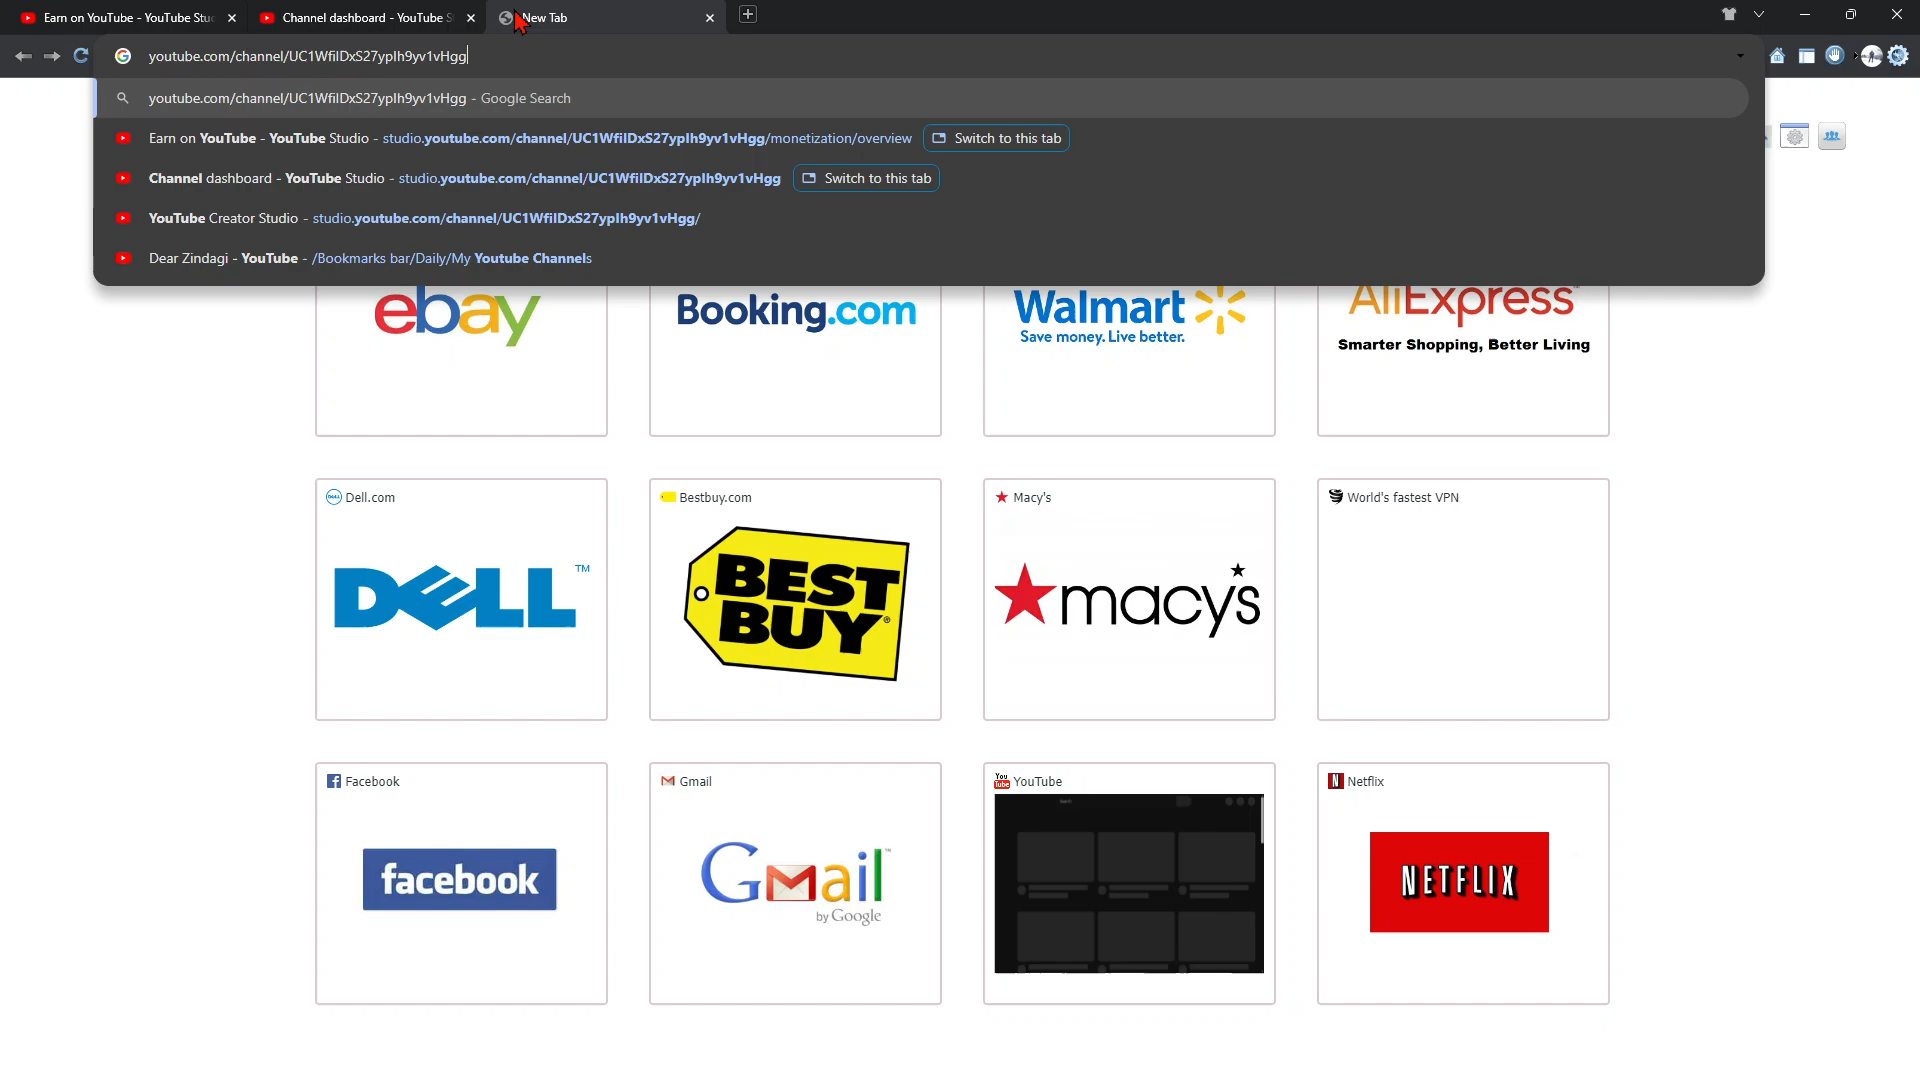 Earn on YouTube - YouTube Stu
Channel dashboard - YouTube S
New Tab
youtube.com/channel/UC1WfilDxS27yplh9yv1vHgg
youtube.com/channel/UC1WfilDxS27yplh9yv1vHgg - Google Search
Earn on YouTube - YouTube Studio - studio.youtube.com/channel/UC1WfilDxS27yplh9yv1vHgg/monetization/overview Switch to this tab
Channel dashboard - YouTube Studio - studio.youtube.com/channel/UC1WfilDxS27yplh9yv1vHgg Switch to this tab
YouTube Creator Studio - studio.youtube.com/channel/UC1WfilDxS27yplh9yv1vHgg/
Dear Zindagi - YouTube - /Bookmarks bar/Daily/My Youtube Channels
ebay
Booking.com
Walmart
Save money. Live better.
AliExpress
Smarter Shopping, Better Living
Dell.com
Bestbuy.com
Macy's
World's fastest VPN
DELL™
BEST BUY®
macy's
Facebook
Gmail
You Tube YouTube
N Netflix
facebook
Gmail™
by Google
NETFLIX